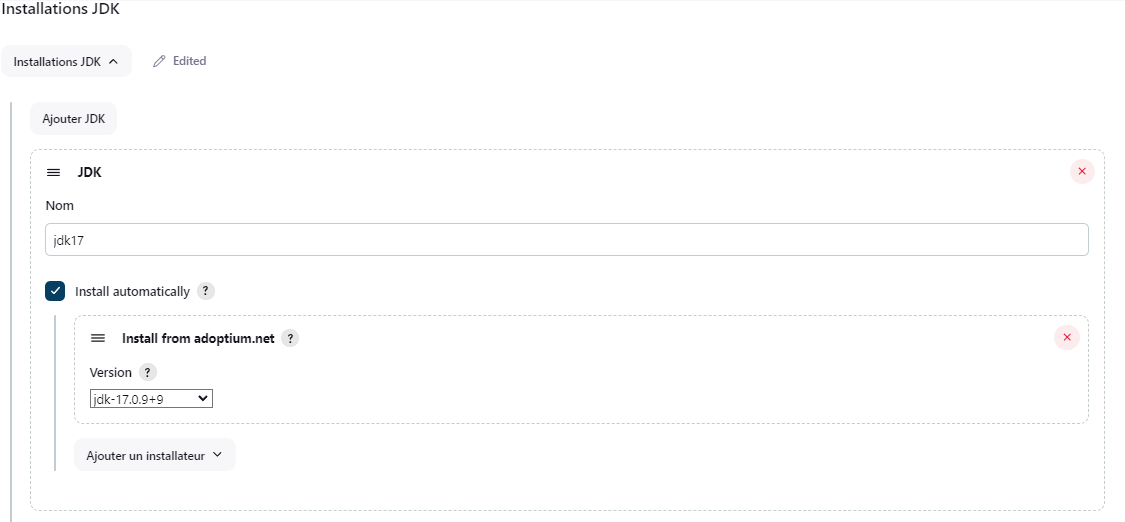 Installations JDK
Installations JDK
Edited
Ajouter JDK
JDK
Nom
jdk17
Install automatically ?
Install from adoptium.net ?
Version ?
jdk-17.0.9+9
Ajouter un installateur